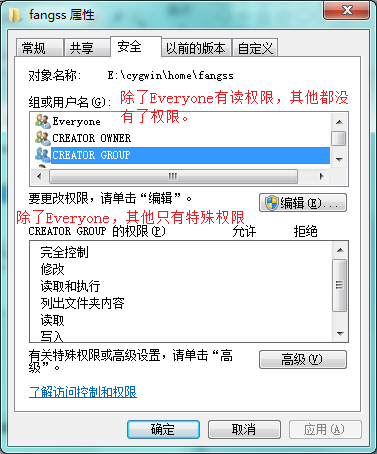 fangss 属性
常规 共享 安全 以前的版本 自定义
对象名称: E:\cygwin\home\fangss
组或用户名(G): 除了Everyone有读权限，其他都没
有了权限。
Everyone
CREATOR OWNER
CREATOR GROUP
要更改权限，请单击“编辑”。 编辑(E)...
除了Everyone，其他只有特殊权限
CREATOR GROUP 的权限(P) 允许 拒绝
完全控制
修改
读取和执行
列出文件夹内容
读取
写入
有关特殊权限或高级设置，请单击“高
级”。 高级(V)
了解访问控制和权限
确定 取消 应用(A)